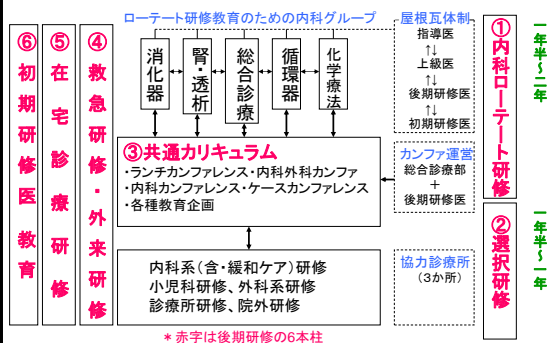 ローテート研修教育のための内科グループ
屋根瓦体制
指導医
↑↓
上級医
↑↓
後期研修医
↑↓
初期研修医
①内科ローテート研修
一年半～二年
⑥初期研修医教育
⑤在宅診療研修
④救急研修・外来研修
消化器
腎・透析
総合診療
循環器
化学療法
③共通カリキュラム
・ランチカンファレンス・内科外科カンファ
・内科カンファレンス・ケースカンファレンス
・各種教育企画
カンファ運営
総合診療部
＋
後期研修医
②選択研修
一年半～一年
内科系（含・緩和ケア）研修
小児科研修、外科系研修
診療所研修、院外研修
協力診療所
（3か所）
＊赤字は後期研修の6本柱